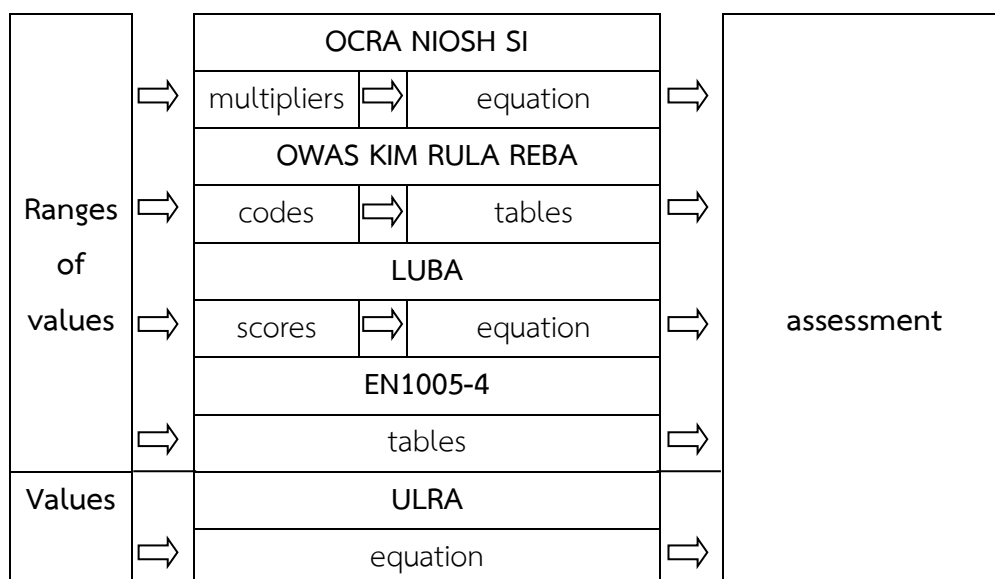 OCRA NIOSH SI
multipliers equation
OWAS KIM RULA REBA
Ranges
of
values
codes tables
LUBA
scores equation
assessment
EN1005-4
tables
Values
ULRA
equation